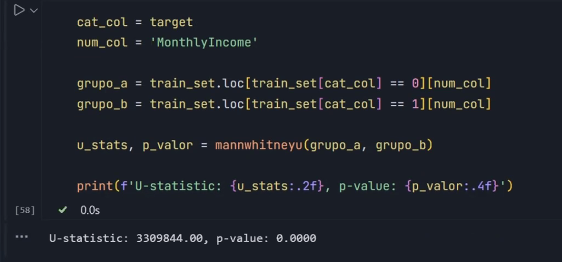 cat_col = target
num_col = 'MonthlyIncome'
grupo_a = train_set.loc[train_set[cat_col] == 0][num_col]
grupo_b = train_set.loc[train_set[cat_col] == 1][num_col]
u_stats, p_valor = mannwhitneyu(grupo_a, grupo_b)
print(f'U-statistic: {u_stats:.2f}, p-value: {p_valor:.4f}')
[58] ✓ 0.0s
... U-statistic: 3309844.00, p-value: 0.0000